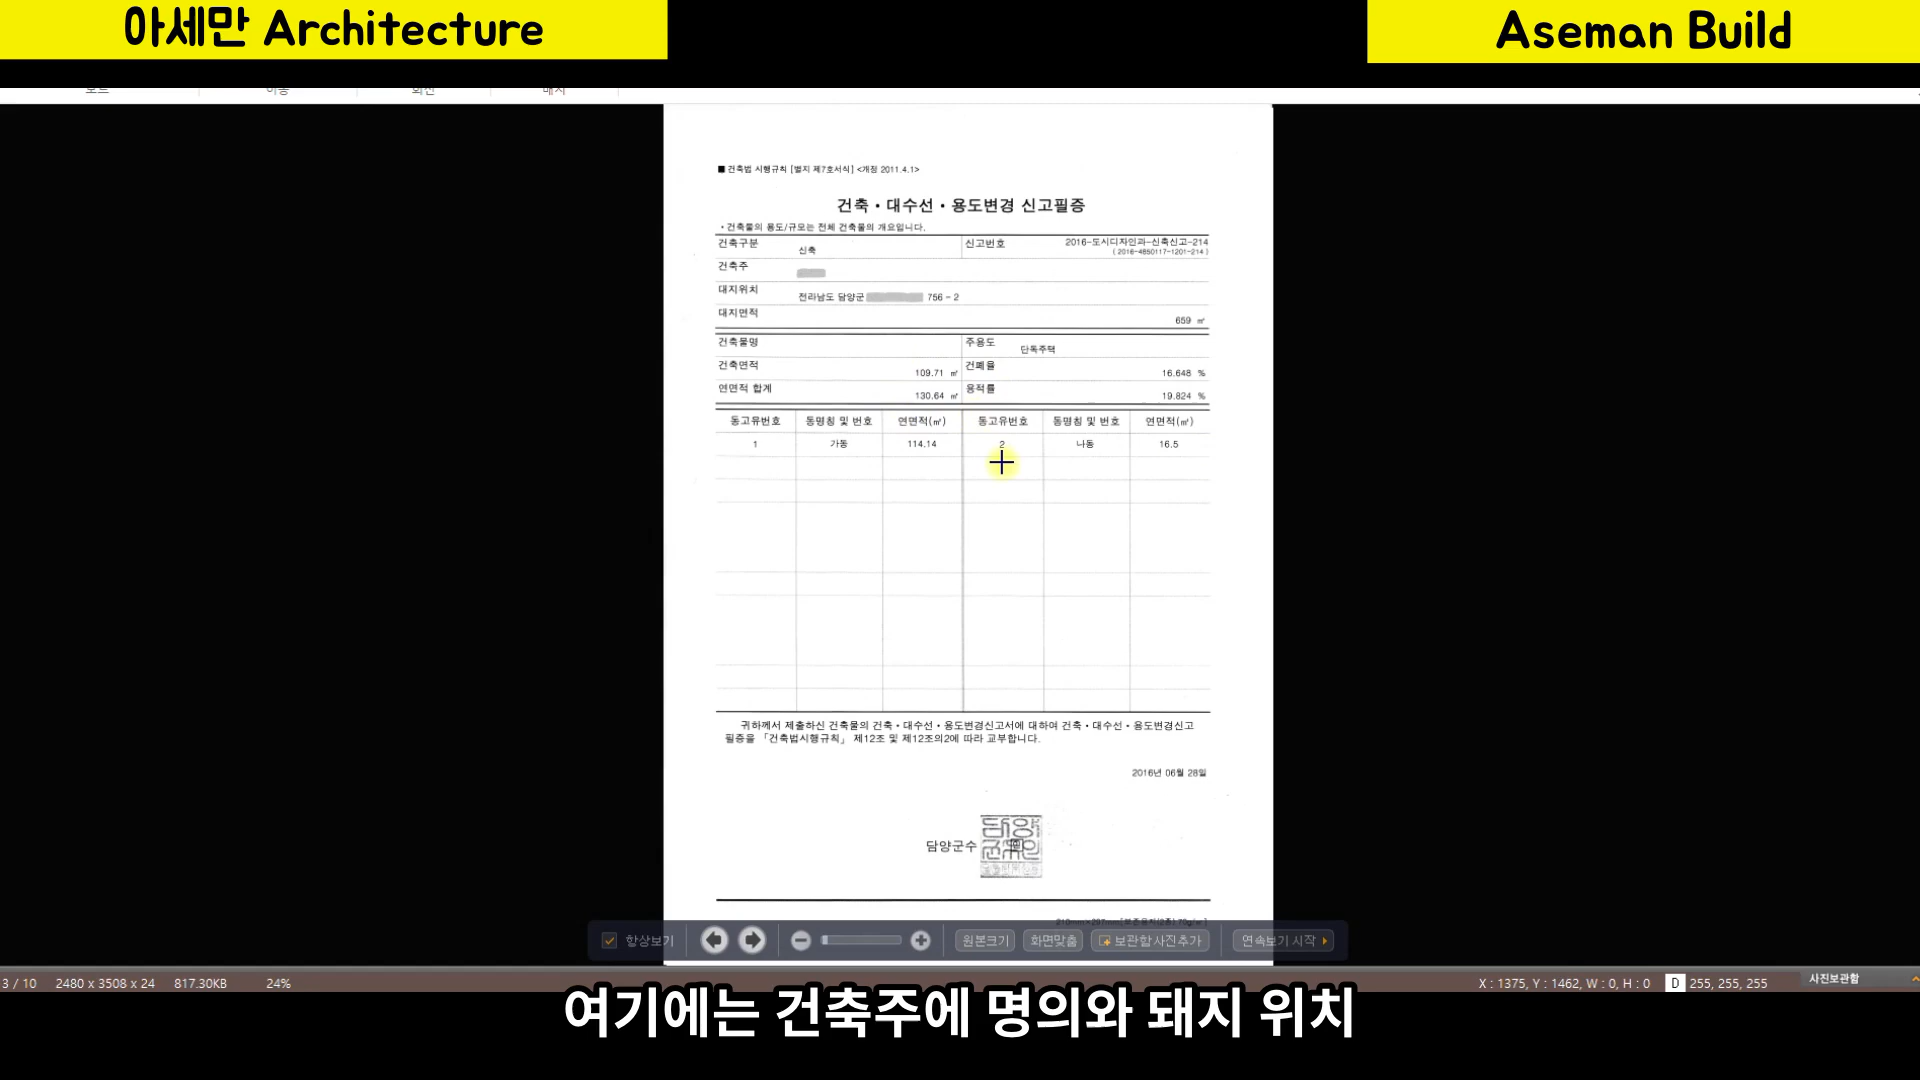 아세만 Architecture
Aseman Build
■ 건축법 시행규칙 [별지 제7호서식] <개정 2011.4.1>
건축・대수선・용도변경 신고필증
・건축물의 용도/규모는 전체 건축물의 개요입니다.
건축구분 신축 신고번호 2016-도시디자인과-신축신고-214
( 2016-4850117-1201-214 )
건축주
대지위치 전라남도 담양군 756 - 2
대지면적 659 ㎡
건축물명 주용도 단독주택
건축면적 109.71 ㎡ 건폐율 16.648 %
연면적 합계 130.64 ㎡ 용적률 19.824 %
동고유번호 동명칭 및 번호 연면적(㎡) 동고유번호 동명칭 및 번호 연면적(㎡)
1 가동 114.14 2 나동 16.5
귀하께서 제출하신 건축물의 건축・대수선・용도변경신고서에 대하여 건축・대수선・용도변경신고
필증을 「건축법시행규칙」 제12조 및 제12조의2에 따라 교부합니다.
2016년 06월 28일
담양군수
항상보기 원본크기 화면맞춤 보관함 사진추가 연속보기 시작
3 / 10 2480 x 3508 x 24 817.30KB 24% X : 1375, Y : 1462, W : 0, H : 0 D 255, 255, 255 사진보관함
여기에는 건축주에 명의와 돼지 위치